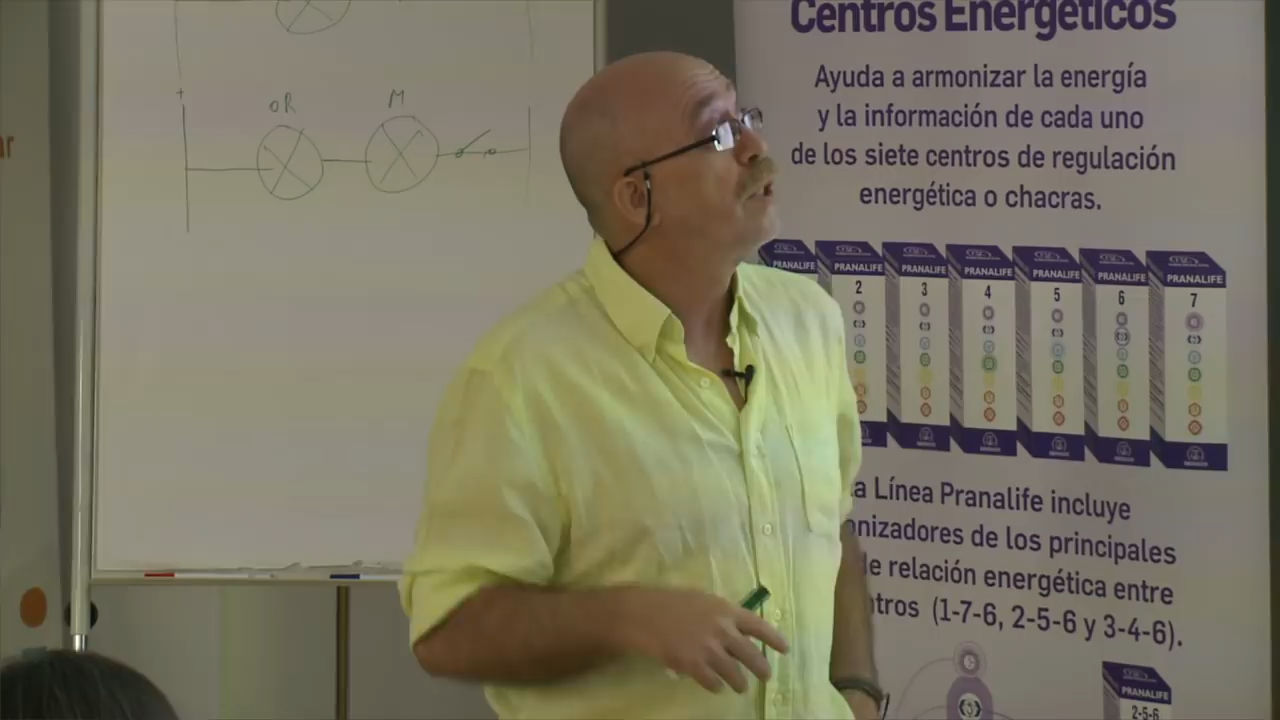 +
OR
M
ar
Centros Energéticos
Ayuda a armonizar la energía
y la información de cada uno
de los siete centros de regulación
energética o chacras.
PRANALIFE
PRANALIFE
PRANALIFE
PRANALIFE
PRANALIFE
PRANALIFE
PRANALIFE
2
3
4
5
6
7
a Línea Pranalife incluye
onizadores de los principales
de relación energética entre
ntros (1-7-6, 2-5-6 y 3-4-6).
PRANALIFE
2-5-6